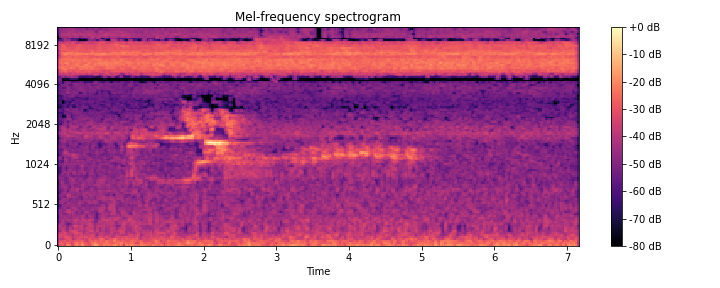 Mel-frequency spectrogram
Hz
8192
4096
2048
1024
512
0
0 1 2 3 4 5 6 7
Time
+0 dB
-10 dB
-20 dB
-30 dB
-40 dB
-50 dB
-60 dB
-70 dB
-80 dB